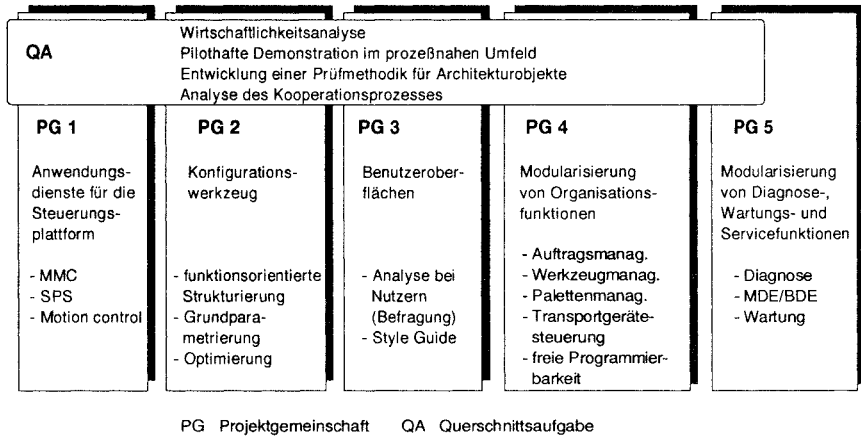 QA
Wirtschaftlichkeitsanalyse
Pilothafte Demonstration im prozeßnahen Umfeld
Entwicklung einer Prüfmethodik für Architekturobjekte
Analyse des Kooperationsprozesses
PG 1
Anwendungs-
dienste für die
Steuerungs-
plattform
- MMC
- SPS
- Motion control
PG 2
Konfigurations-
werkzeug
- funktionsorientierte
Strukturierung
- Grundpara-
metrierung
- Optimierung
PG 3
Benutzerober-
flächen
- Analyse bei
Nutzern
(Befragung)
- Style Guide
PG 4
Modularisierung
von Organisations-
funktionen
- Auftragsmanag.
- Werkzeugmanag.
- Palettenmanag.
- Transportgeräte-
steuerung
- freie Programmier-
barkeit
PG 5
Modularisierung
von Diagnose-,
Wartungs- und
Servicefunktionen
- Diagnose
- MDE/BDE
- Wartung
PG Projektgemeinschaft QA Querschnittsaufgabe